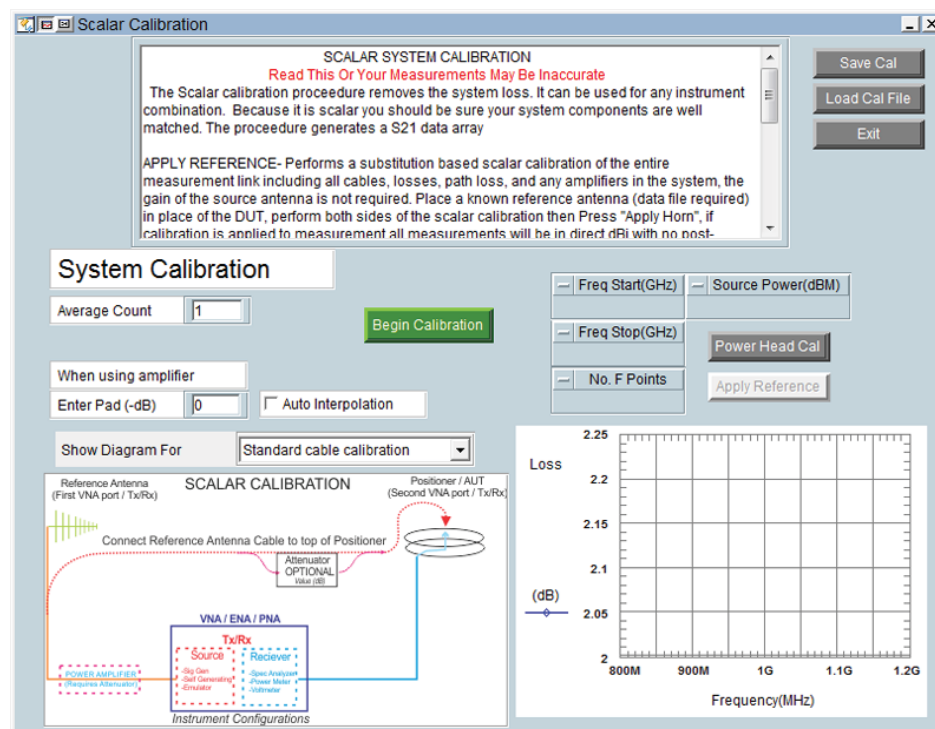 Scalar Calibration
SCALAR SYSTEM CALIBRATION
Read This Or Your Measurements May Be Inaccurate
The Scalar calibration proceedure removes the system loss. It can be used for any instrument
combination. Because it is scalar you should be sure your system components are well
matched. The proceedure generates a S21 data array
APPLY REFERENCE- Performs a substitution based scalar calibration of the entire
measurement link including all cables, losses, path loss, and any amplifiers in the system, the
gain of the source antenna is not required. Place a known reference antenna (data file required)
in place of the DUT, perform both sides of the scalar calibration then Press "Apply Horn", if
calibration is applied to measurement all measurements will be in direct dBi with no post-
Save Cal
Load Cal File
Exit
System Calibration
Average Count 1
Begin Calibration
When using amplifier
Enter Pad (-dB) 0
Auto Interpolation
Freq Start(GHz)
Source Power(dBM)
Freq Stop(GHz)
Power Head Cal
No. F Points
Apply Reference
Show Diagram For
Standard cable calibration
Reference Antenna
(First VNA port / Tx/Rx)
SCALAR CALIBRATION
Positioner / AUT
(Second VNA port / Tx/Rx)
Connect Reference Antenna Cable to top of Positioner
Attenuator
OPTIONAL
Value (dB)
VNA / ENA / PNA
Tx/Rx
Source
-Sig Gen
-Self Generating
-Emulator
Reciever
-Spec Analyzer
-Power Meter
-Voltmeter
POWER AMPLIFIER
(Requires Attenuator)
Instrument Configurations
Loss
(dB)
2.25
2.2
2.15
2.1
2.05
2
800M 900M 1G 1.1G 1.2G
Frequency(MHz)